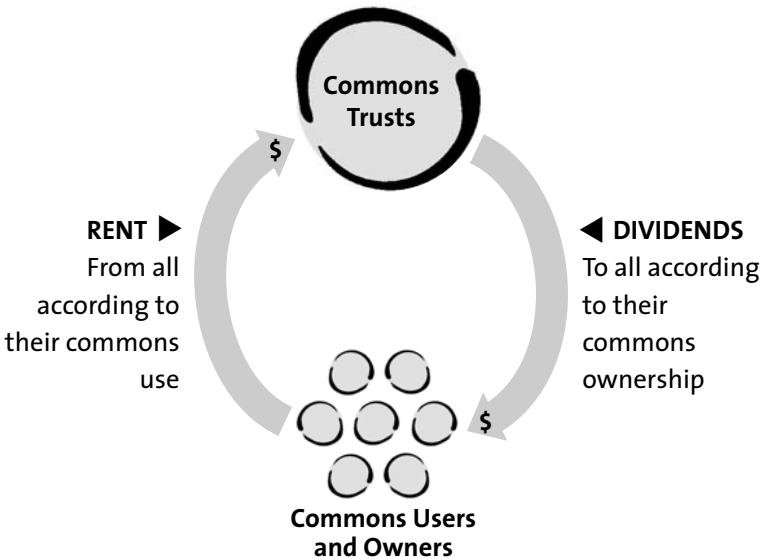 Commons
Trusts
$
RENT ▶
From all
according to
their commons
use
◀ DIVIDENDS
To all according
to their
commons
ownership
$
Commons Users
and Owners